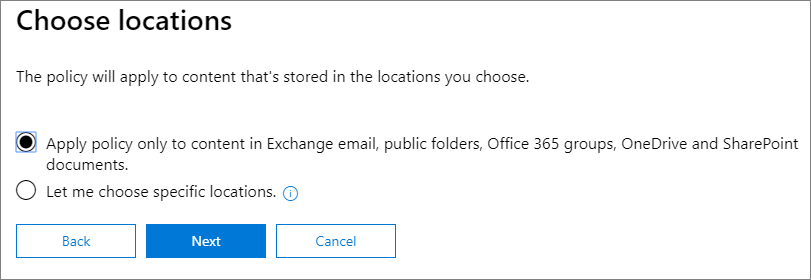 Choose locations
The policy will apply to content that's stored in the locations you choose.
Apply policy only to content in Exchange email, public folders, Office 365 groups, OneDrive and SharePoint
documents.
Let me choose specific locations.
Back Next Cancel